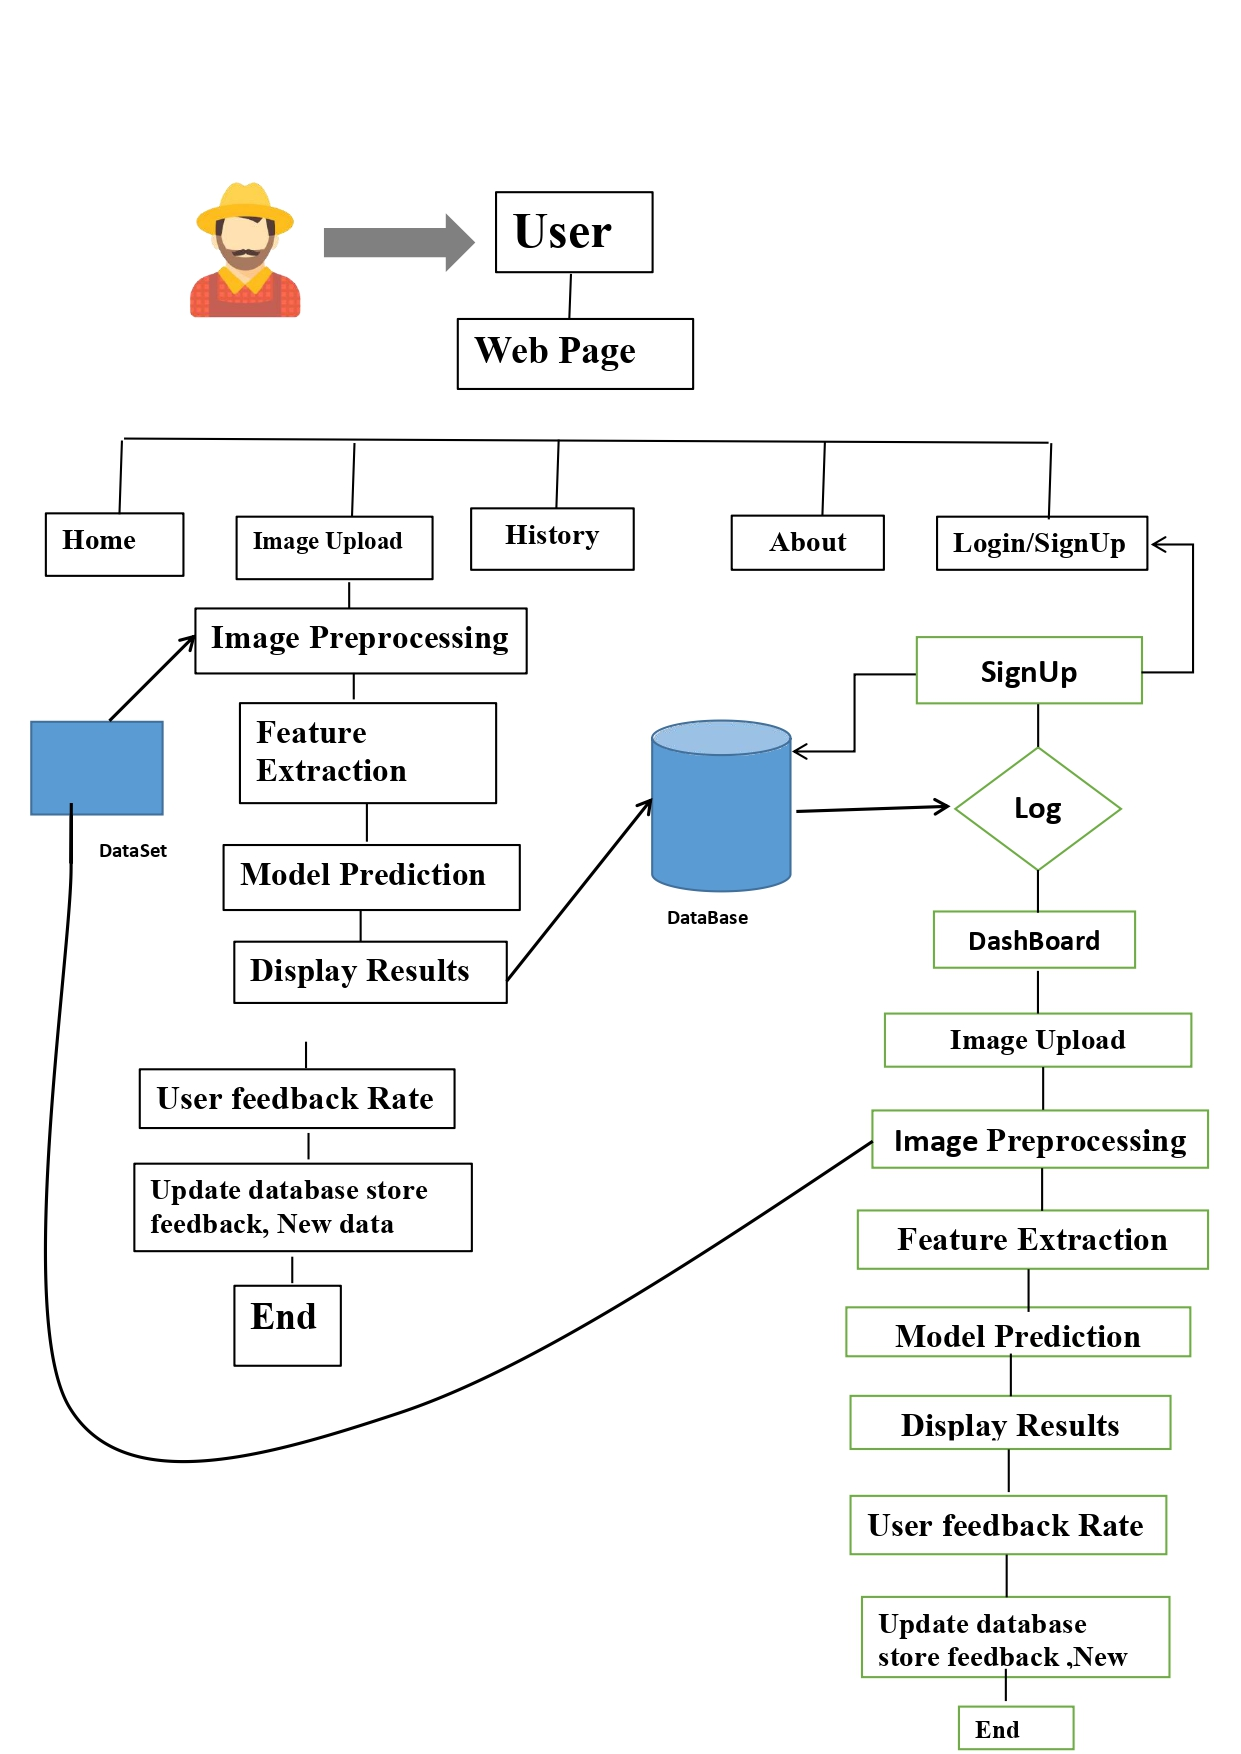 User
Web Page
Home
Image Upload
History
About
Login/SignUp
Image Preprocessing
SignUp
Feature
Extraction
Log
DataSet
Model Prediction
DataBase
DashBoard
Display Results
Image Upload
User feedback Rate
Image Preprocessing
Update database store
feedback, New data
Feature Extraction
End
Model Prediction
Display Results
User feedback Rate
Update database
store feedback ,New
End